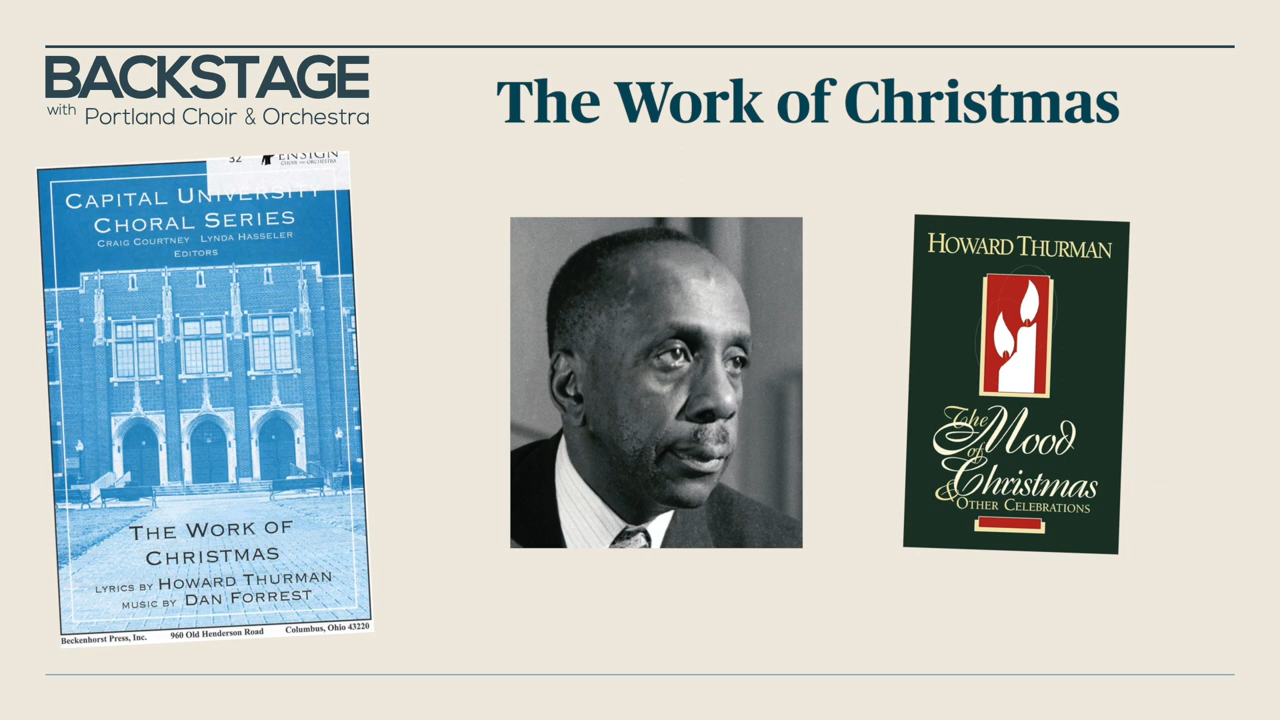 BACKSTAGE
with Portland Choir & Orchestra
The Work of Christmas
32 ENSIGN
CHOIR AND ORCHESTRA
CAPITAL UNIVERSITY
CHORAL SERIES
CRAIG COURTNEY LYNDA HASSELER
EDITORS
THE WORK OF
CHRISTMAS
LYRICS BY HOWARD THURMAN
MUSIC BY DAN FORREST
Beckenhorst Press, Inc. 960 Old Henderson Road Columbus, Ohio 43220
HOWARD THURMAN
The Mood
of
Christmas
& OTHER CELEBRATIONS